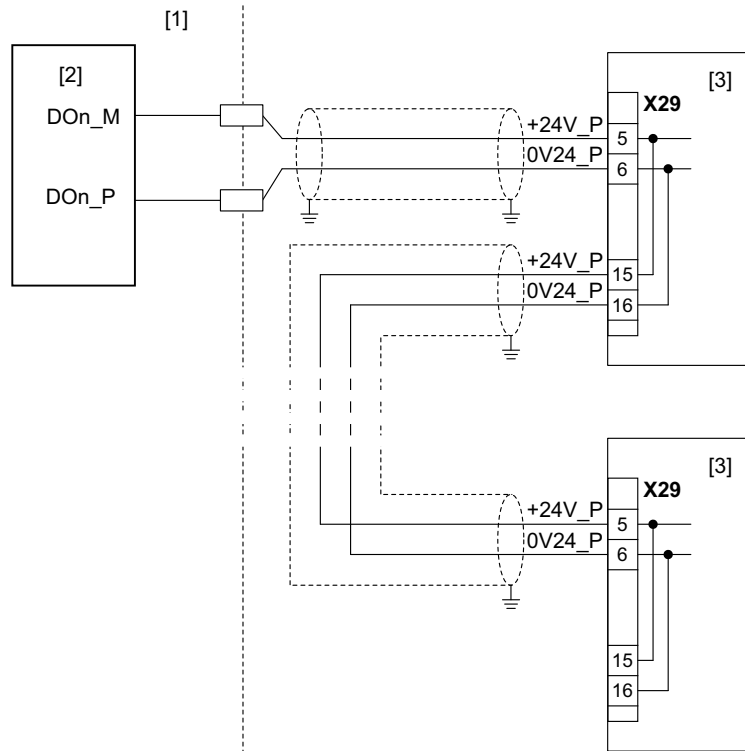 [1]
[2]
[3]
DOn_M
DOn_P
X29
+24V_P
5
0V24_P
6
+24V_P
15
0V24_P
16
[3]
X29
+24V_P
5
0V24_P
6
15
16